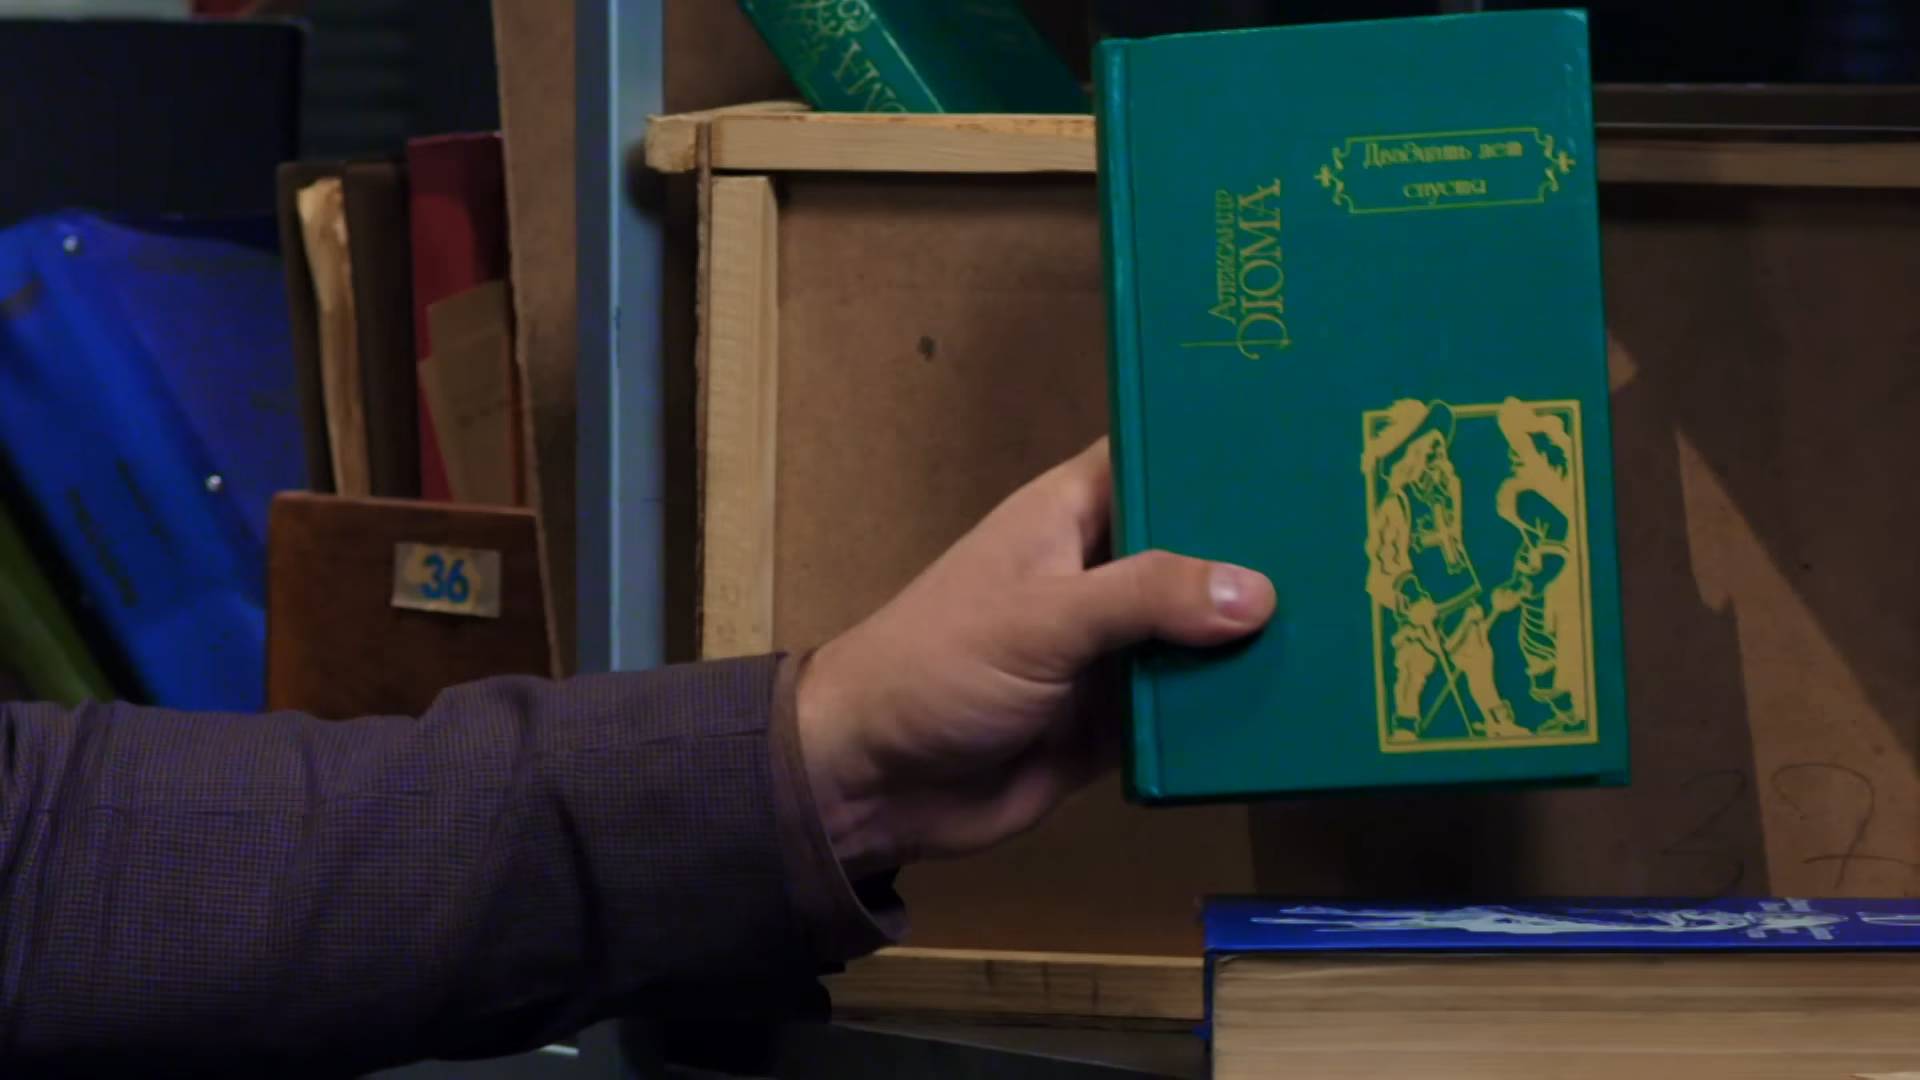 Двадцать лет
спустя
АЛЕКСАНДР
ДЮМА
36